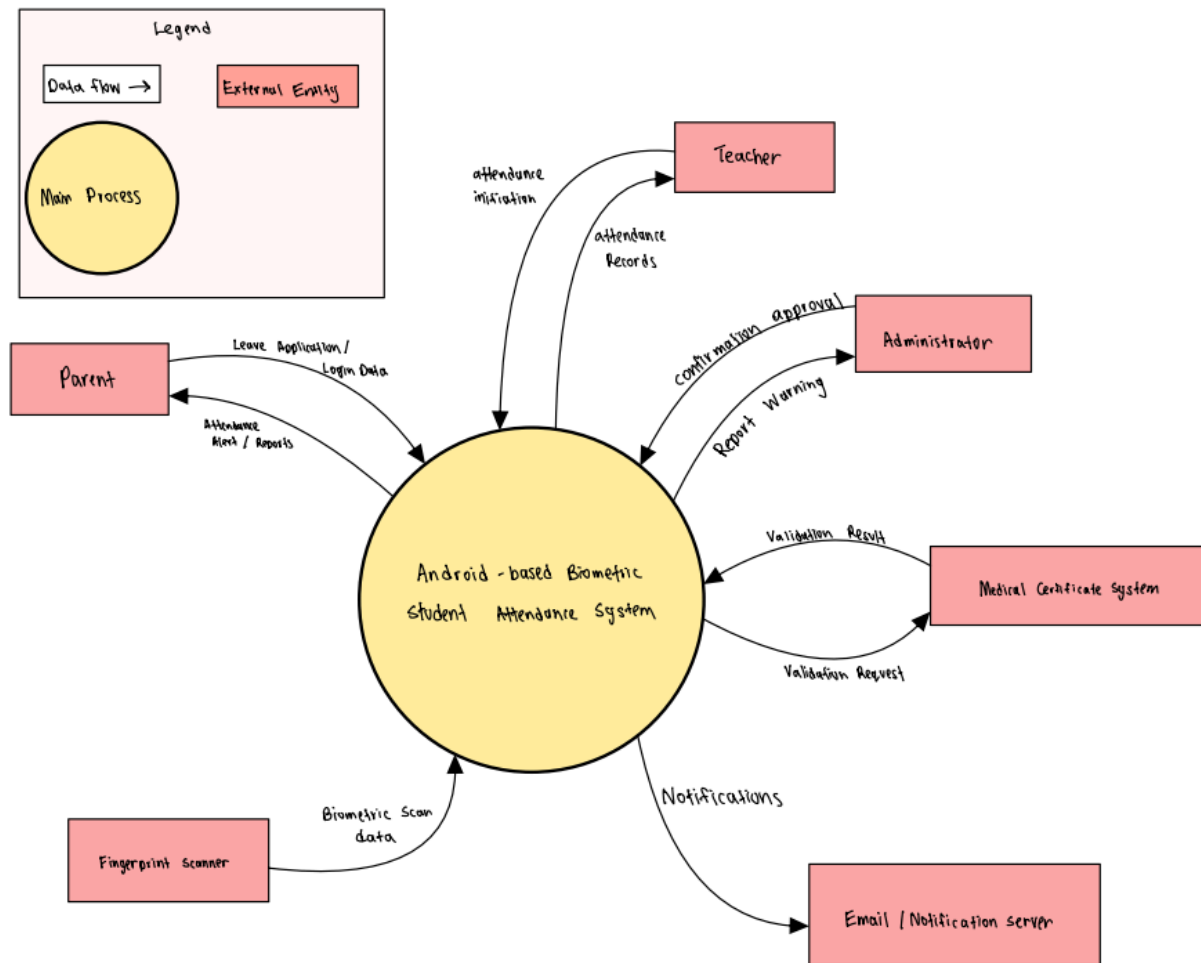 Legend
Data flow →
External Entity
Main Process
Teacher
attendance
initiation
attendance
Records
Administrator
confirmation approval
Report Warning
Parent
Leave Application /
Login Data
Attendance
Alert / Reports
Android-based Biometric
Student Attendance System
Validation Result
Medical Certificate System
Validation Request
Biometric Scan
data
Fingerprint Scanner
Notifications
Email / Notification server